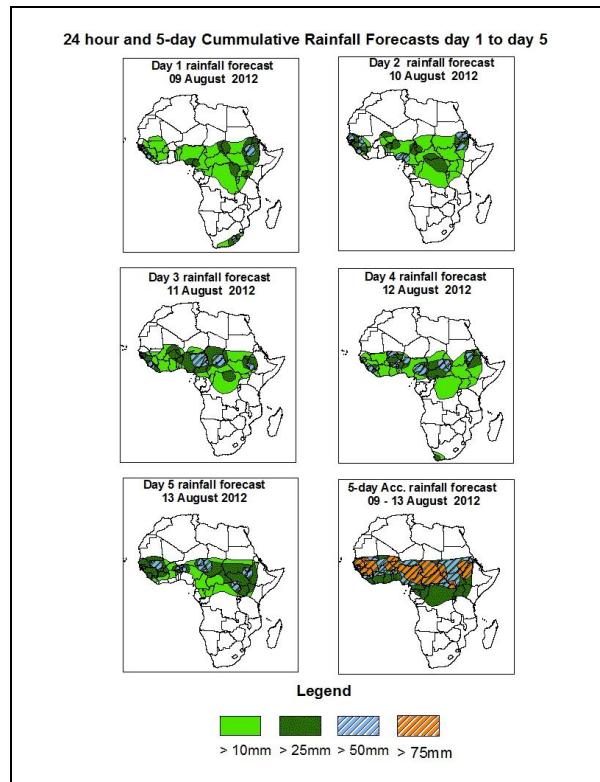 24 hour and 5-day Cummulative Rainfall Forecasts day 1 to day 5
Day 1 rainfall forecast
09 August 2012
Day 2 rainfall forecast
10 August 2012
Day 3 rainfall forecast
11 August 2012
Day 4 rainfall forecast
12 August 2012
Day 5 rainfall forecast
13 August 2012
5-day Acc. rainfall forecast
09 - 13 August 2012
Legend
> 10mm
> 25mm
> 50mm
> 75mm